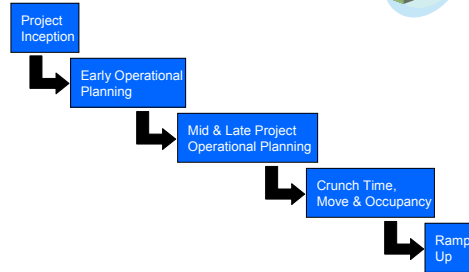 Project
Inception
Early Operational
Planning
Mid & Late Project
Operational Planning
Crunch Time,
Move & Occupancy
Ramp
Up